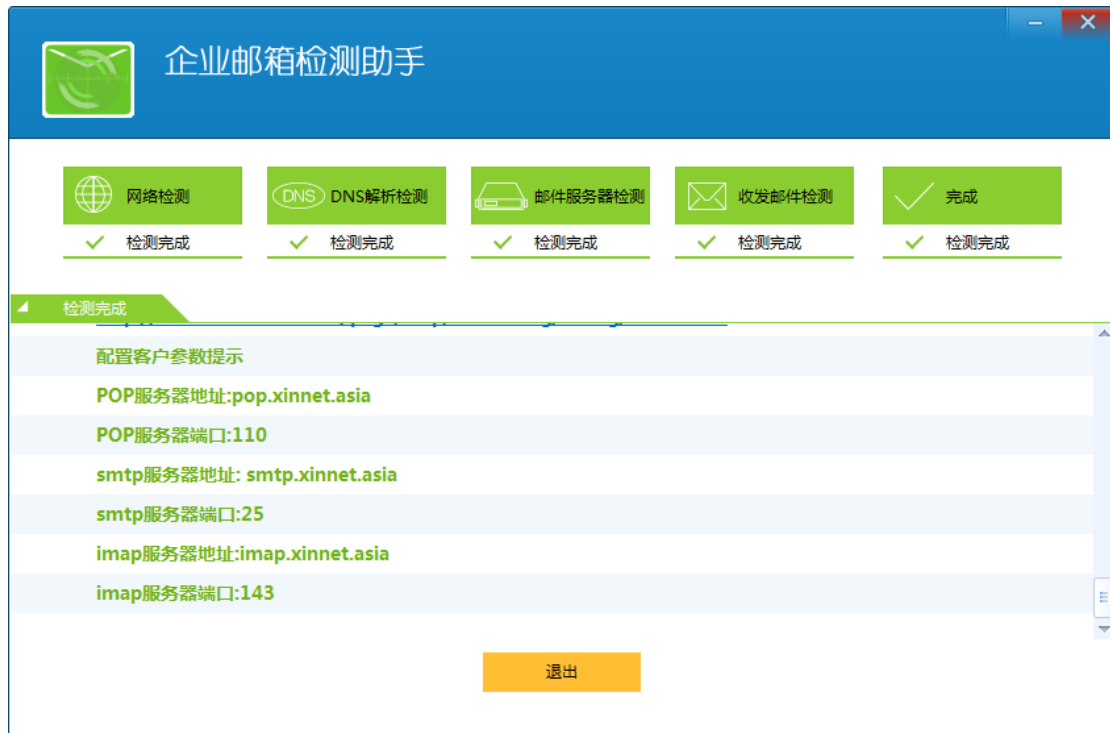 企业邮箱检测助手
网络检测
DNS DNS解析检测
邮件服务器检测
收发邮件检测
完成
检测完成
检测完成
检测完成
检测完成
检测完成
检测完成
配置客户参数提示
POP服务器地址:pop.xinnet.asia
POP服务器端口:110
smtp服务器地址: smtp.xinnet.asia
smtp服务器端口:25
imap服务器地址:imap.xinnet.asia
imap服务器端口:143
退出